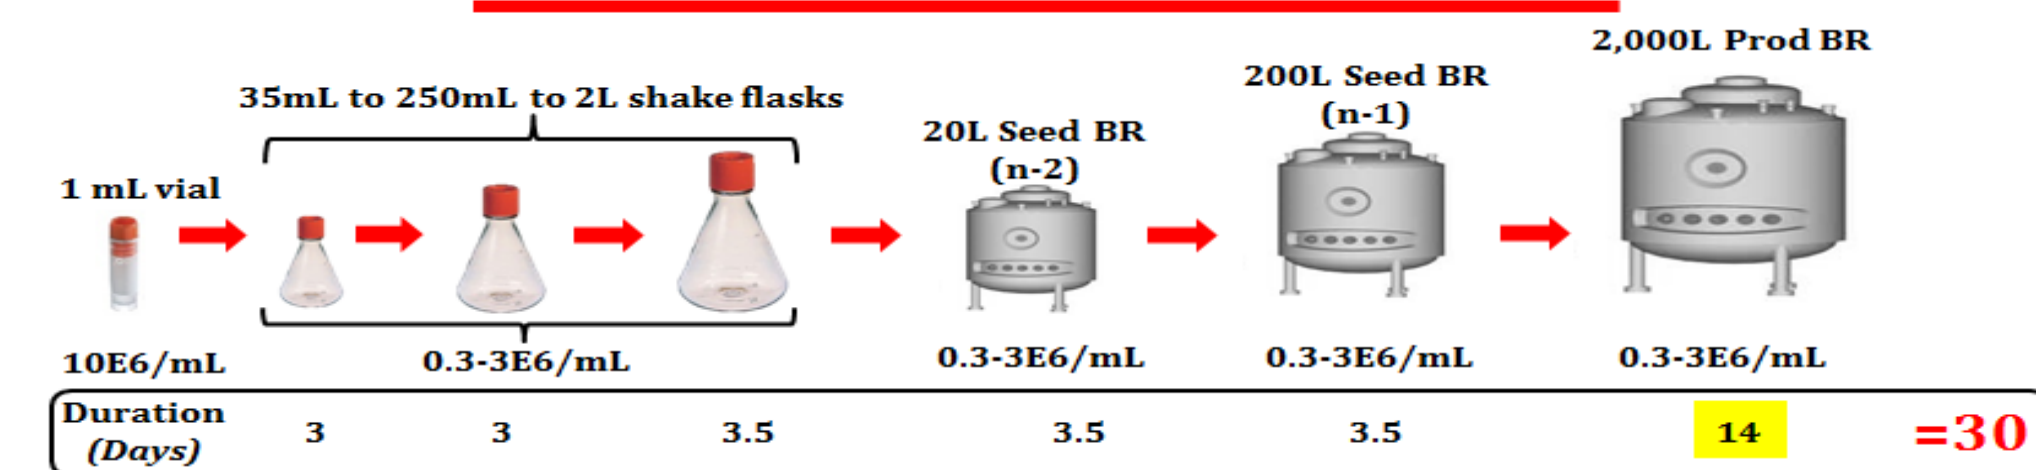 2,000L Prod BR
200L Seed BR
(n-1)
35mL to 250mL to 2L shake flasks
20L Seed BR
(n-2)
1 mL vial
10E6/mL 0.3-3E6/mL 0.3-3E6/mL 0.3-3E6/mL 0.3-3E6/mL
Duration
(Days) 3 3 3.5 3.5 3.5 14 =30